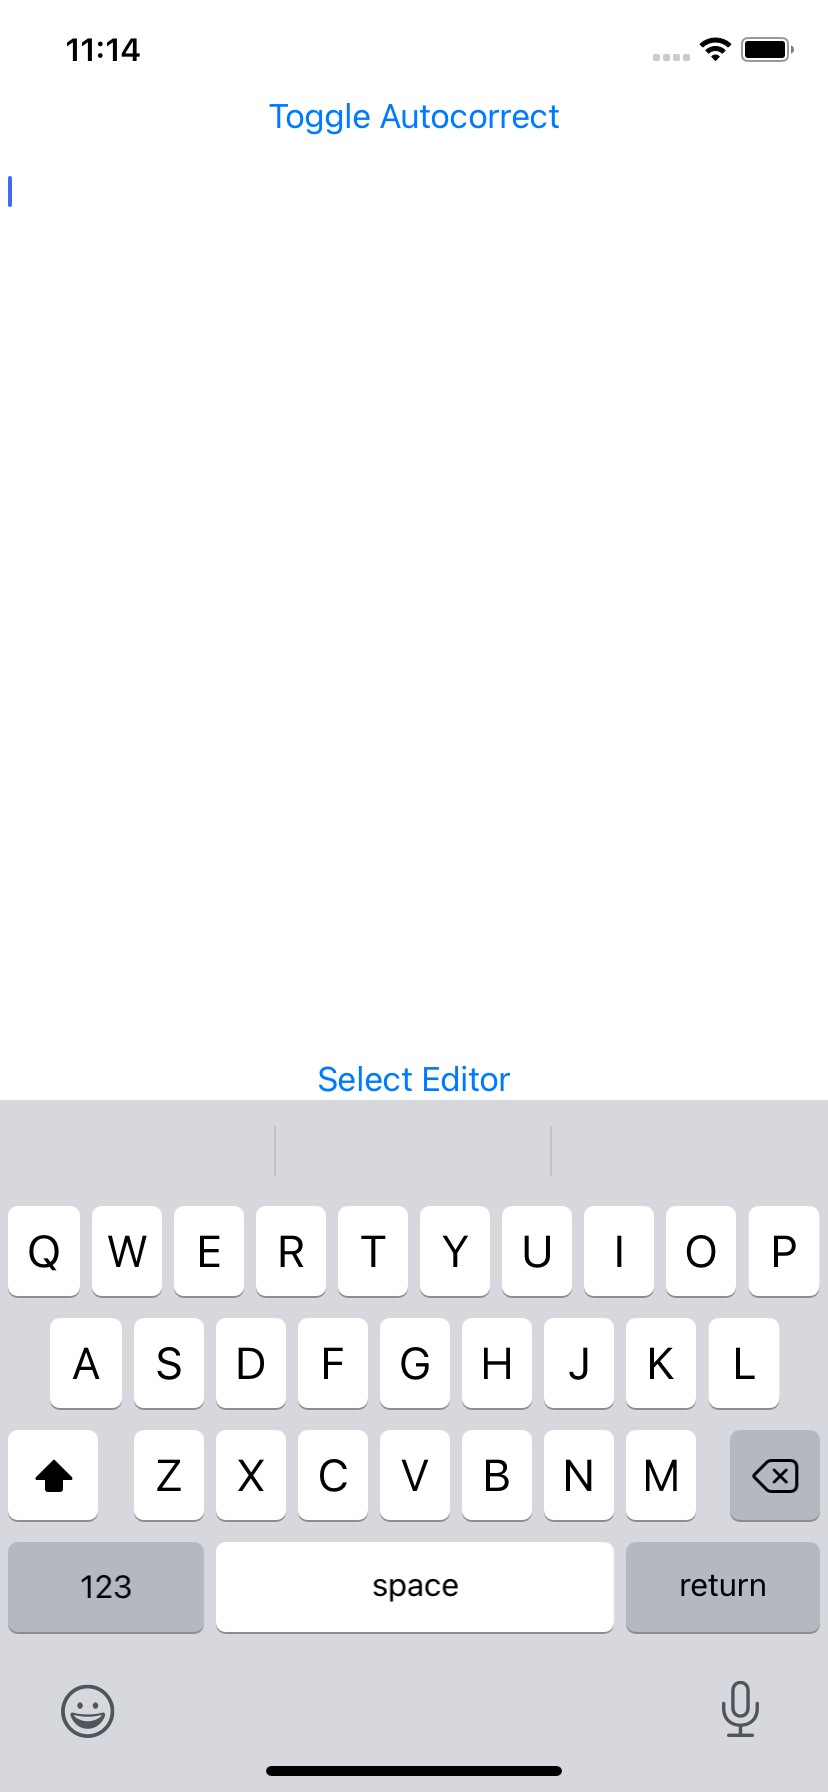 11:14
Toggle Autocorrect
Select Editor
Q W E R T Y U I O P
A S D F G H J K L
Z X C V B N M
123 space return